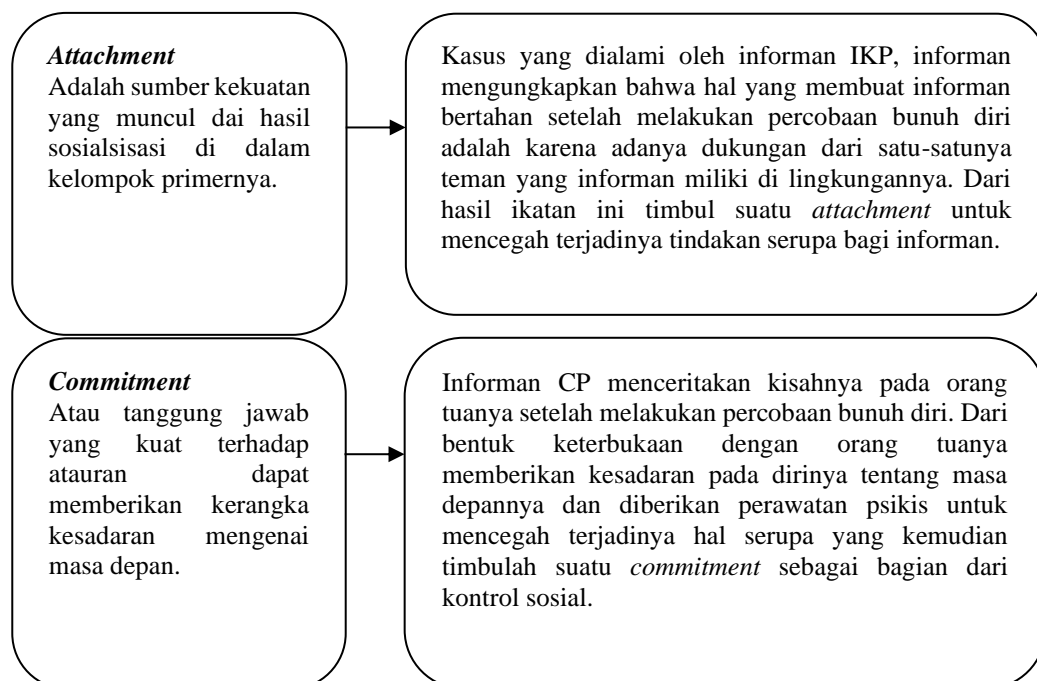 Attachment
Adalah sumber kekuatan
yang muncul dai hasil
sosialsisasi di dalam
kelompok primernya.
Kasus yang dialami oleh informan IKP, informan
mengungkapkan bahwa hal yang membuat informan
bertahan setelah melakukan percobaan bunuh diri
adalah karena adanya dukungan dari satu-satunya
teman yang informan miliki di lingkungannya. Dari
hasil ikatan ini timbul suatu attachment untuk
mencegah terjadinya tindakan serupa bagi informan.
Commitment
Atau tanggung jawab
yang kuat terhadap
atauran dapat
memberikan kerangka
kesadaran mengenai
masa depan.
Informan CP menceritakan kisahnya pada orang
tuanya setelah melakukan percobaan bunuh diri. Dari
bentuk keterbukaan dengan orang tuanya
memberikan kesadaran pada dirinya tentang masa
depannya dan diberikan perawatan psikis untuk
mencegah terjadinya hal serupa yang kemudian
timbulah suatu commitment sebagai bagian dari
kontrol sosial.